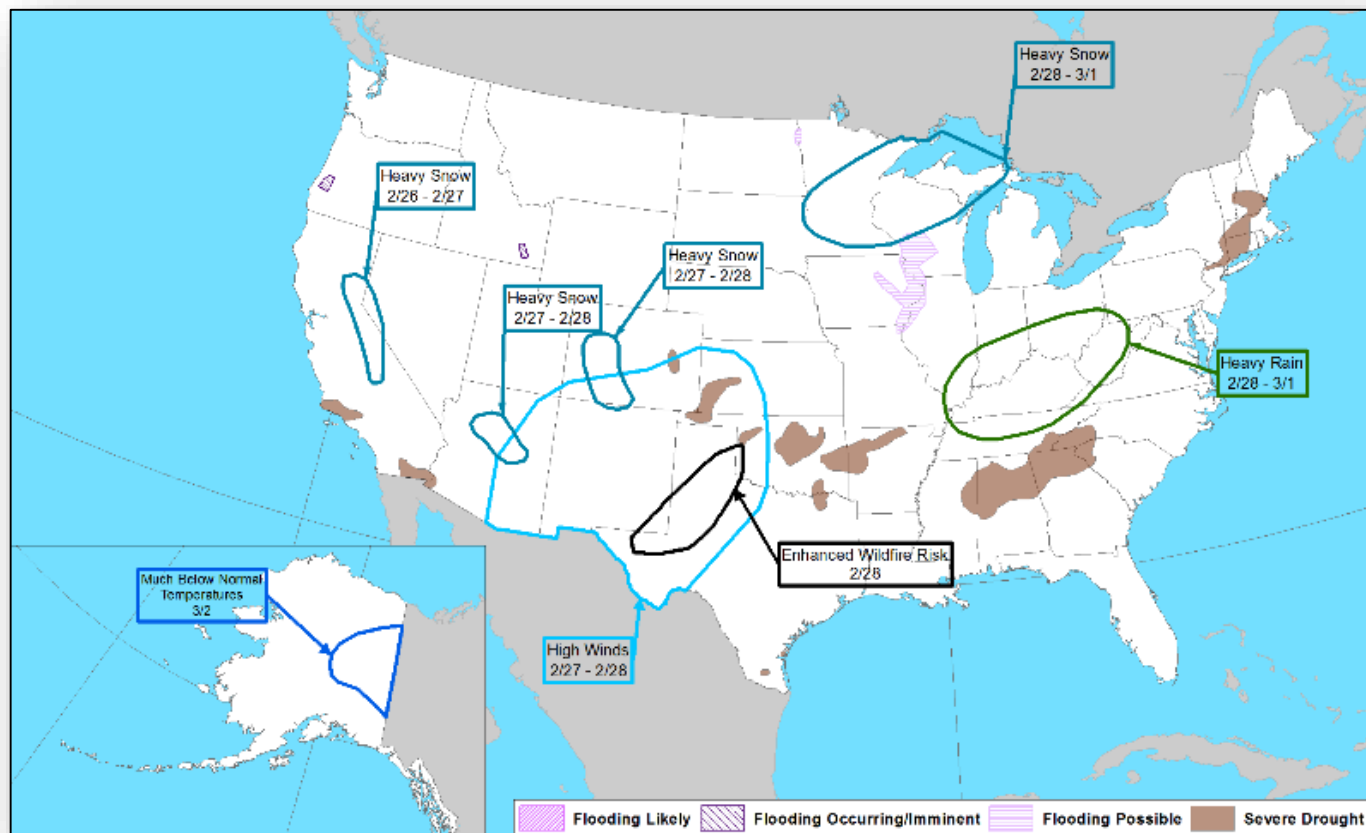 Heavy Snow
2/28 - 3/1
Heavy Snow
2/26 - 2/27
Heavy Snow
2/27 - 2/28
Heavy Snow
2/27 - 2/28
Heavy Rain
2/28 - 3/1
Enhanced Wildfire Risk
2/28
Much Below Normal
Temperatures
3/2
High Winds
2/27 - 2/28
Flooding Likely
Flooding Occurring/Imminent
Flooding Possible
Severe Drought